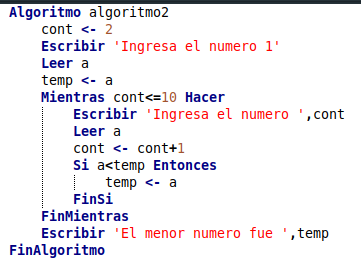 Algoritmo algoritmo2
cont <- 2
Escribir 'Ingresa el numero 1'
Leer a
temp <- a
Mientras cont<=10 Hacer
Escribir 'Ingresa el numero ',cont
Leer a
cont <- cont+1
Si a<temp Entonces
temp <- a
FinSi
FinMientras
Escribir 'El menor numero fue ',temp
FinAlgoritmo